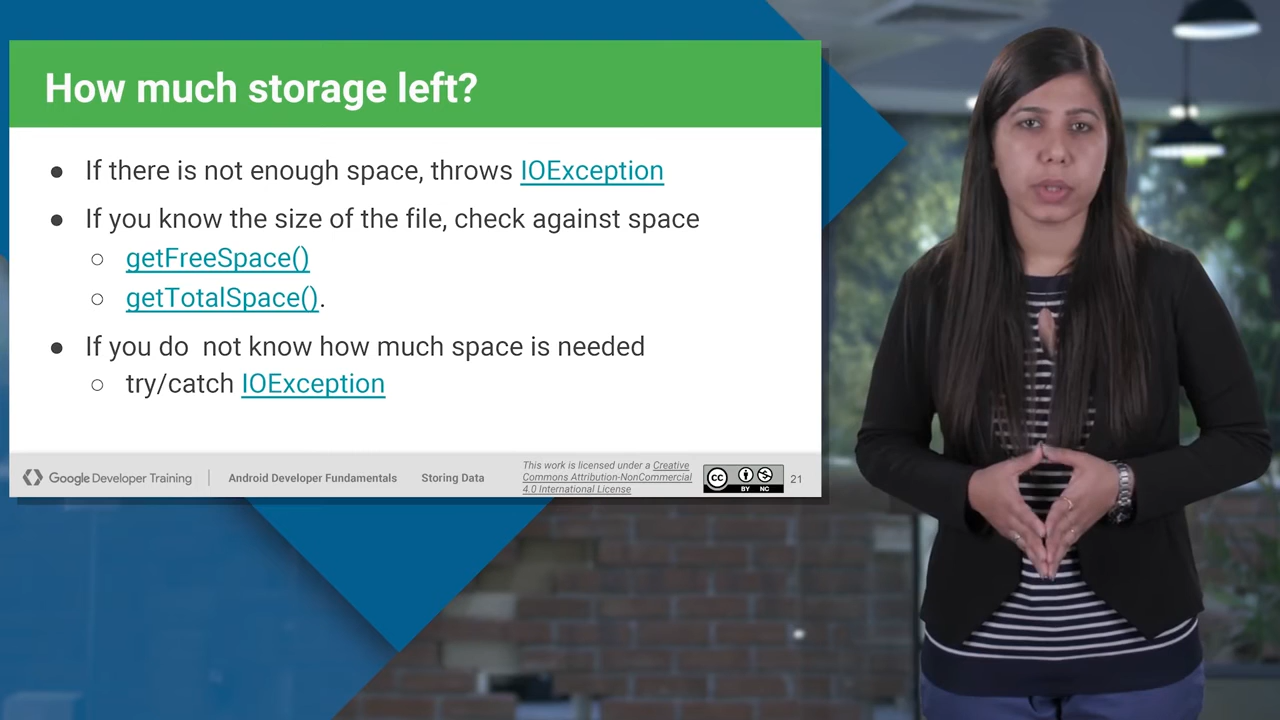 How much storage left?
● If there is not enough space, throws IOException
● If you know the size of the file, check against space
○ getFreeSpace()
○ getTotalSpace().
● If you do  not know how much space is needed
○ try/catch IOException
Google Developer Training
Android Developer Fundamentals
Storing Data
This work is licensed under a Creative
Commons Attribution-NonCommercial
4.0 International License
cc BY NC
21